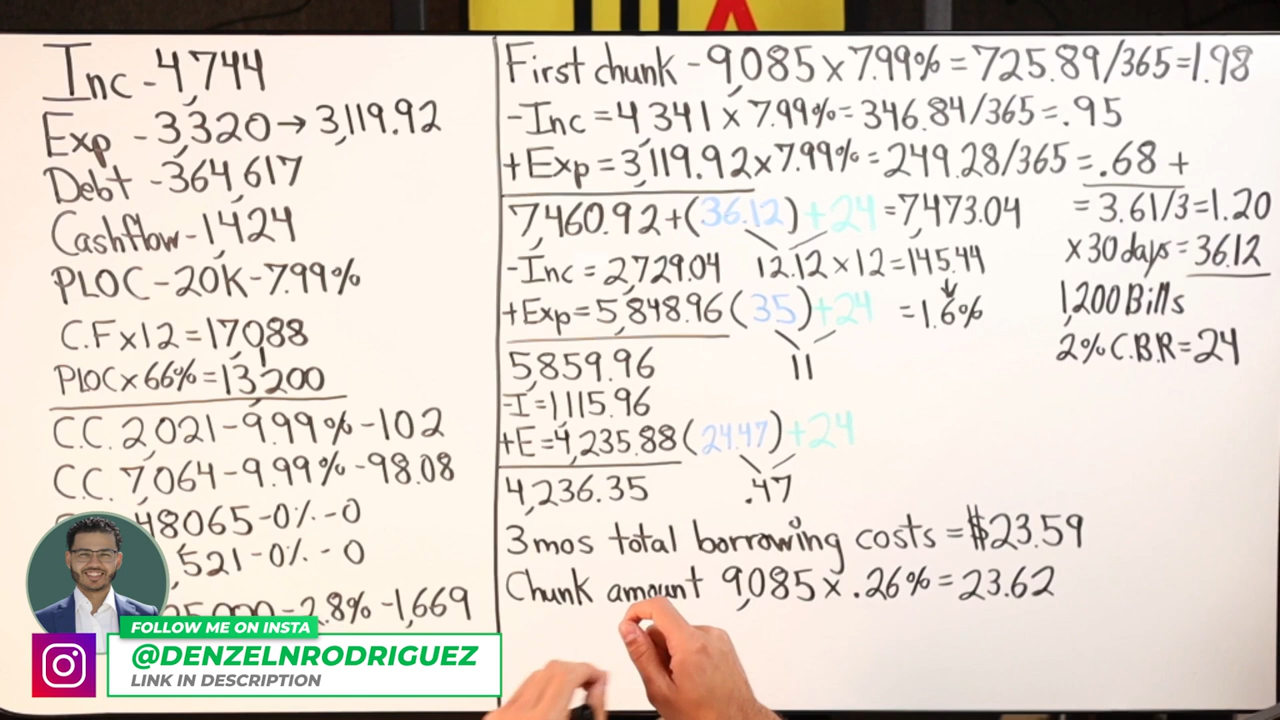 Inc - 4,744
Exp - 3,320 → 3,119.92
Debt - 364,617
Cashflow - 1,424
PLOC - 20K - 7.99%
C.F x 12 = 17,088
PLOC x 66% = 13,200
C.C. 2,021 - 9.99% - 102
C.C. 7,064 - 9.99% - 98.08
48065 - 0% - 0
,521 - 0% - 0
2.8% - 1,669
First chunk - 9,085 x 7.99% = 725.89/365 = 1.98
- Inc = 4,341 x 7.99% = 346.84/365 = .95
+ Exp = 3,119.92 x 7.99% = 249.28/365 = .68 +
7,460.92 + (36.12) + 24 = 7,473.04
= 3.61/3 = 1.20
- Inc = 2,729.04
12.12 x 12 = 145.44
x 30 days = 36.12
+ Exp = 5,848.96 (35) + 24
= 1.6%
1,200 Bills
5859.96
11
2% C.B.R = 24
- I = 1115.96
+ E = 4,235.88 (24.47) + 24
4,236.35
.47
3 mos total borrowing costs = $23.59
Chunk amount 9,085 x .26% = 23.62
FOLLOW ME ON INSTA
@DENZELNRODRIGUEZ
LINK IN DESCRIPTION